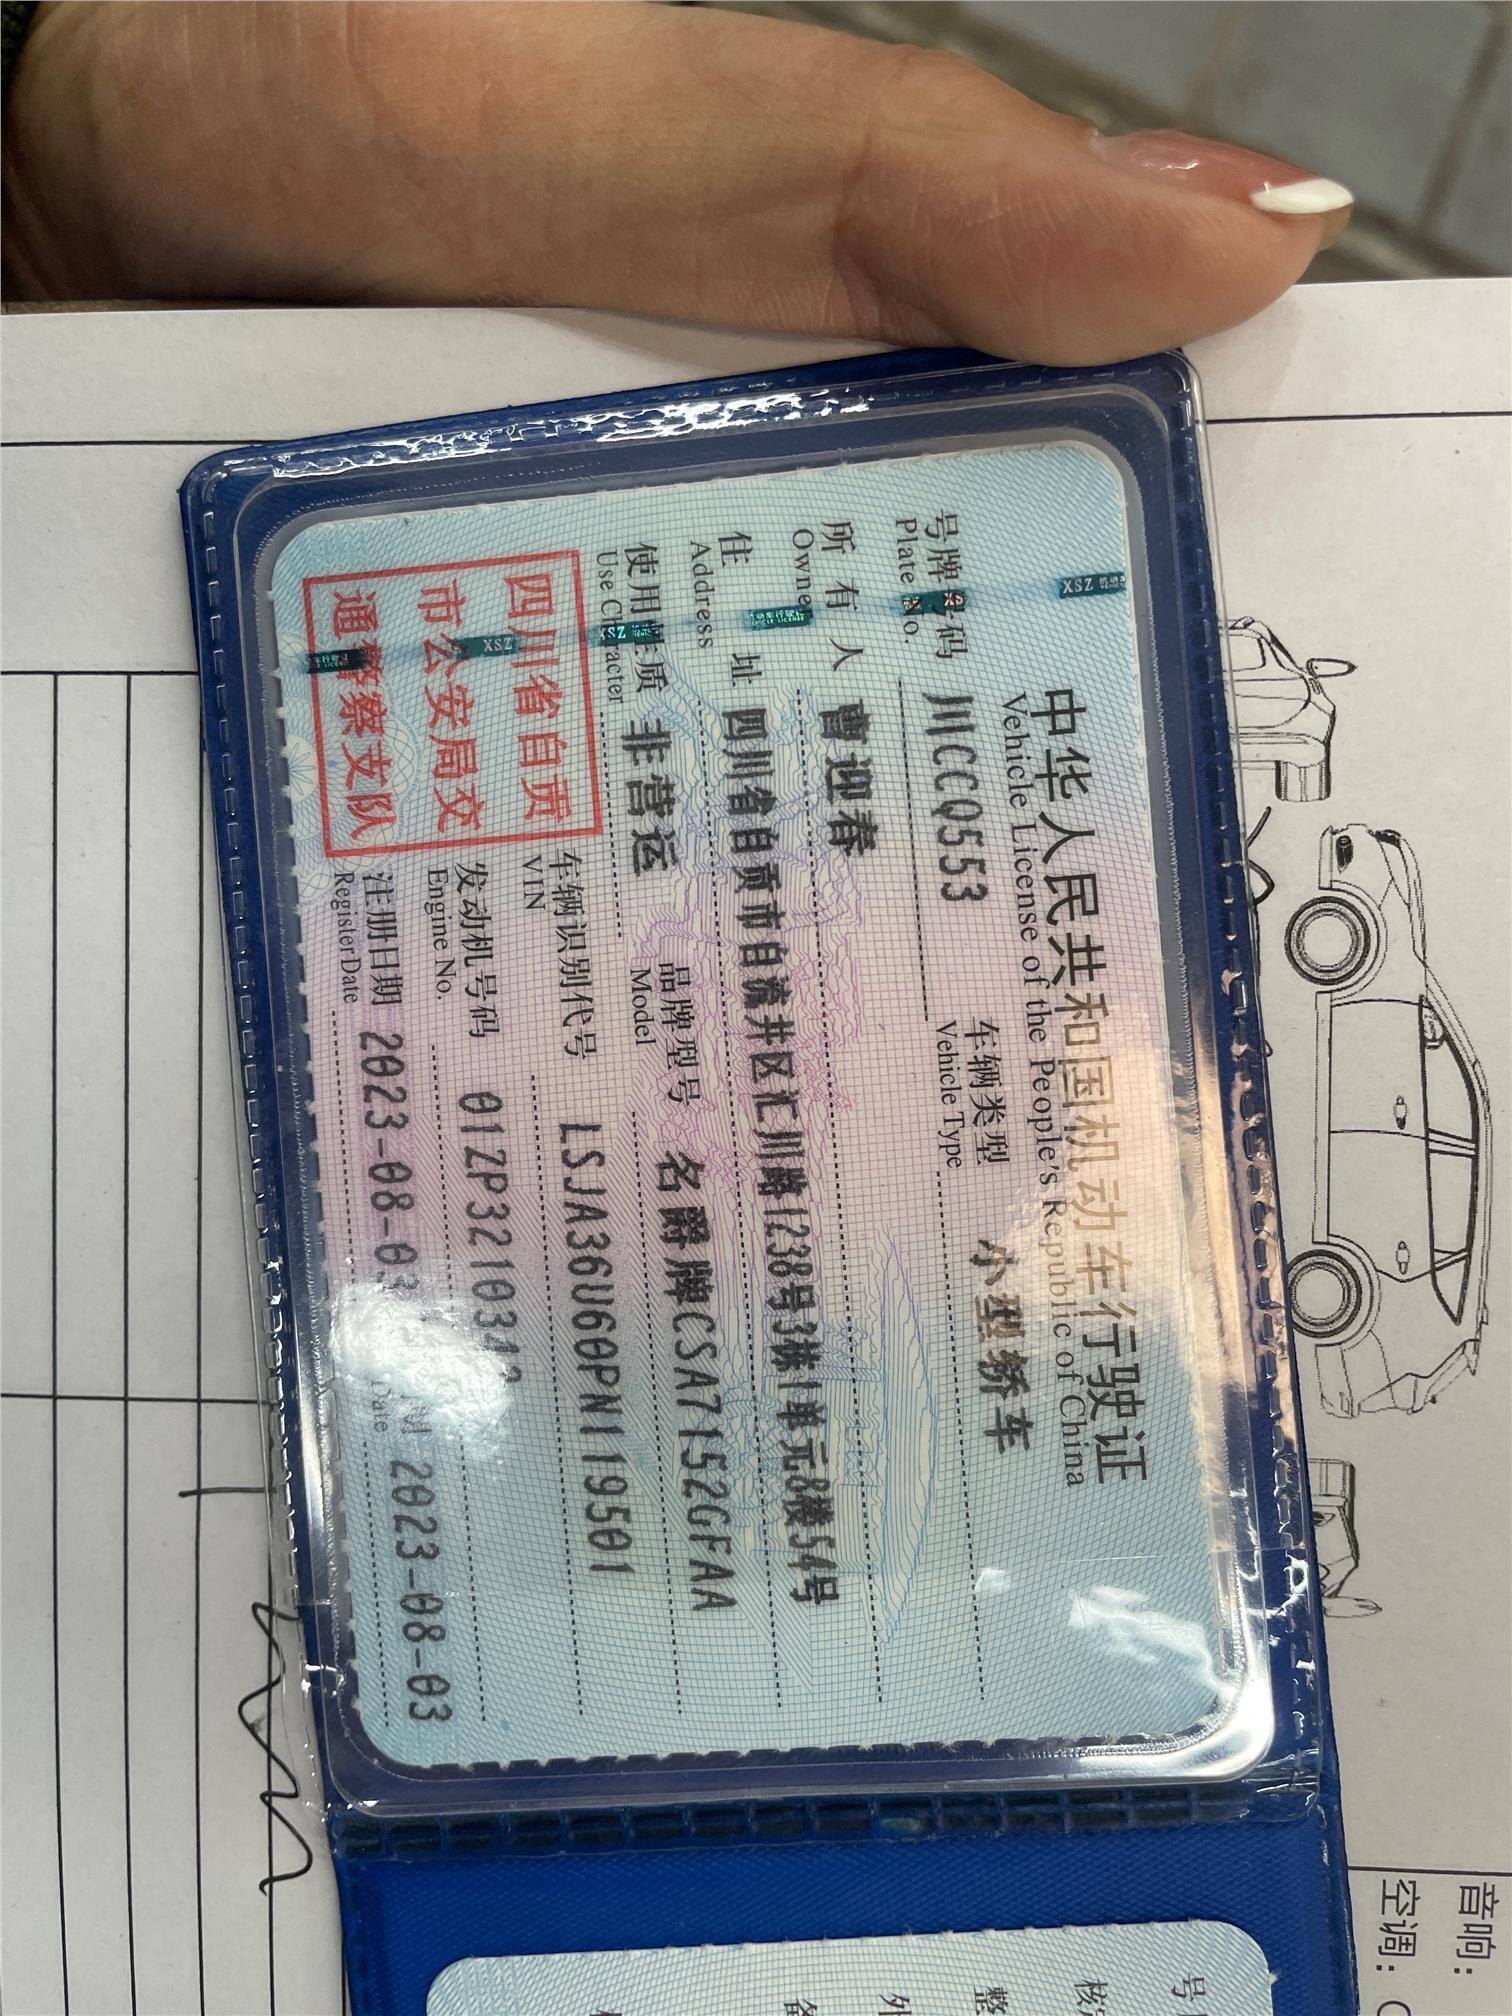 中华人民共和国机动车行驶证
Vehicle License of the People's Republic of China
号牌号码 川CCQ553 车辆类型 小型轿车
Plate No. Vehicle Type
所有人 曹迎春
Owner
住址 四川省自贡市自流井区汇川路1238号3栋1单元8楼54号
Address
使用性质 非营运 品牌型号 名爵牌CSA7152GFAA
Use Character Model
四川省自贡
市公安局交
通警察支队
车辆识别代号 LSJA36U60PN119501
VIN
发动机号码 01ZP3210342
Engine No.
注册日期 2023-08-03 2023-08-03
Register Date Date
音响:
空调: